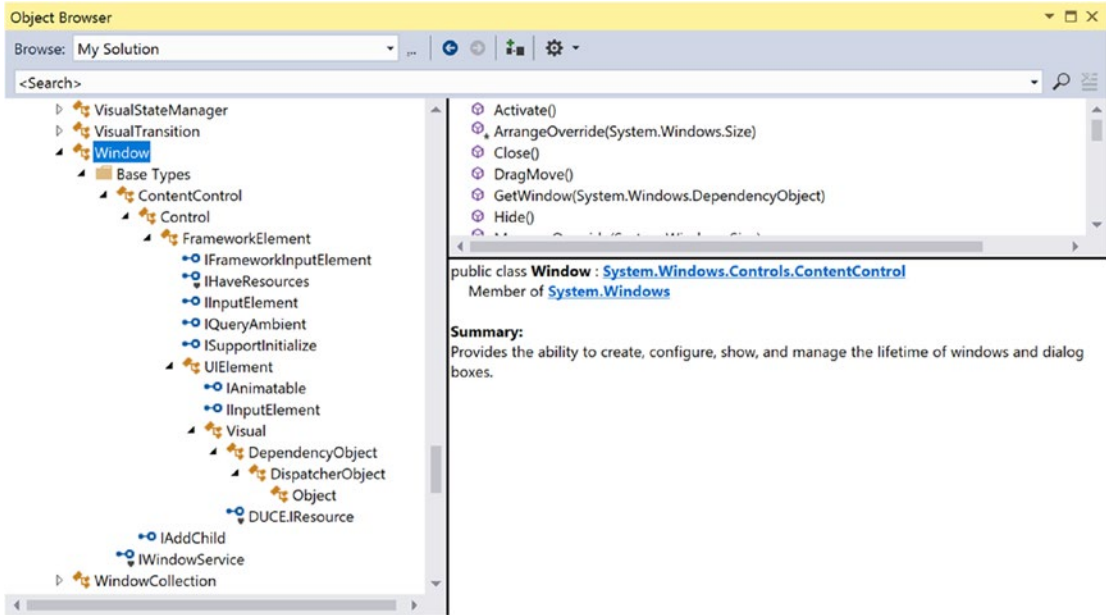 Object Browser
Browse: My Solution
<Search>
VisualStateManager
VisualTransition
Window
Base Types
ContentControl
Control
FrameworkElement
IFrameworkInputElement
IHaveResources
IInputElement
IQueryAmbient
ISupportInitialize
UIElement
IAnimatable
IInputElement
Visual
DependencyObject
DispatcherObject
Object
DUCE.IResource
IAddChild
IWindowService
WindowCollection
Activate()
ArrangeOverride(System.Windows.Size)
Close()
DragMove()
GetWindow(System.Windows.DependencyObject)
Hide()
public class Window : System.Windows.Controls.ContentControl
Member of System.Windows
Summary:
Provides the ability to create, configure, show, and manage the lifetime of windows and dialog
boxes.